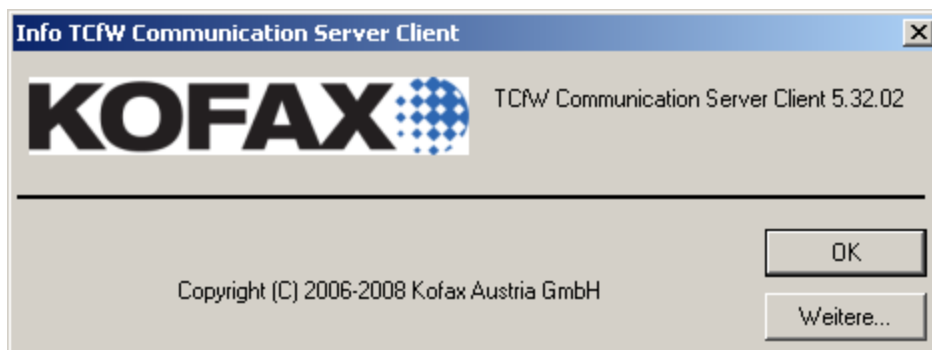 Info TCfW Communication Server Client
KOFAX
TCfW Communication Server Client 5.32.02
OK
Copyright (C) 2006-2008 Kofax Austria GmbH
Weitere...